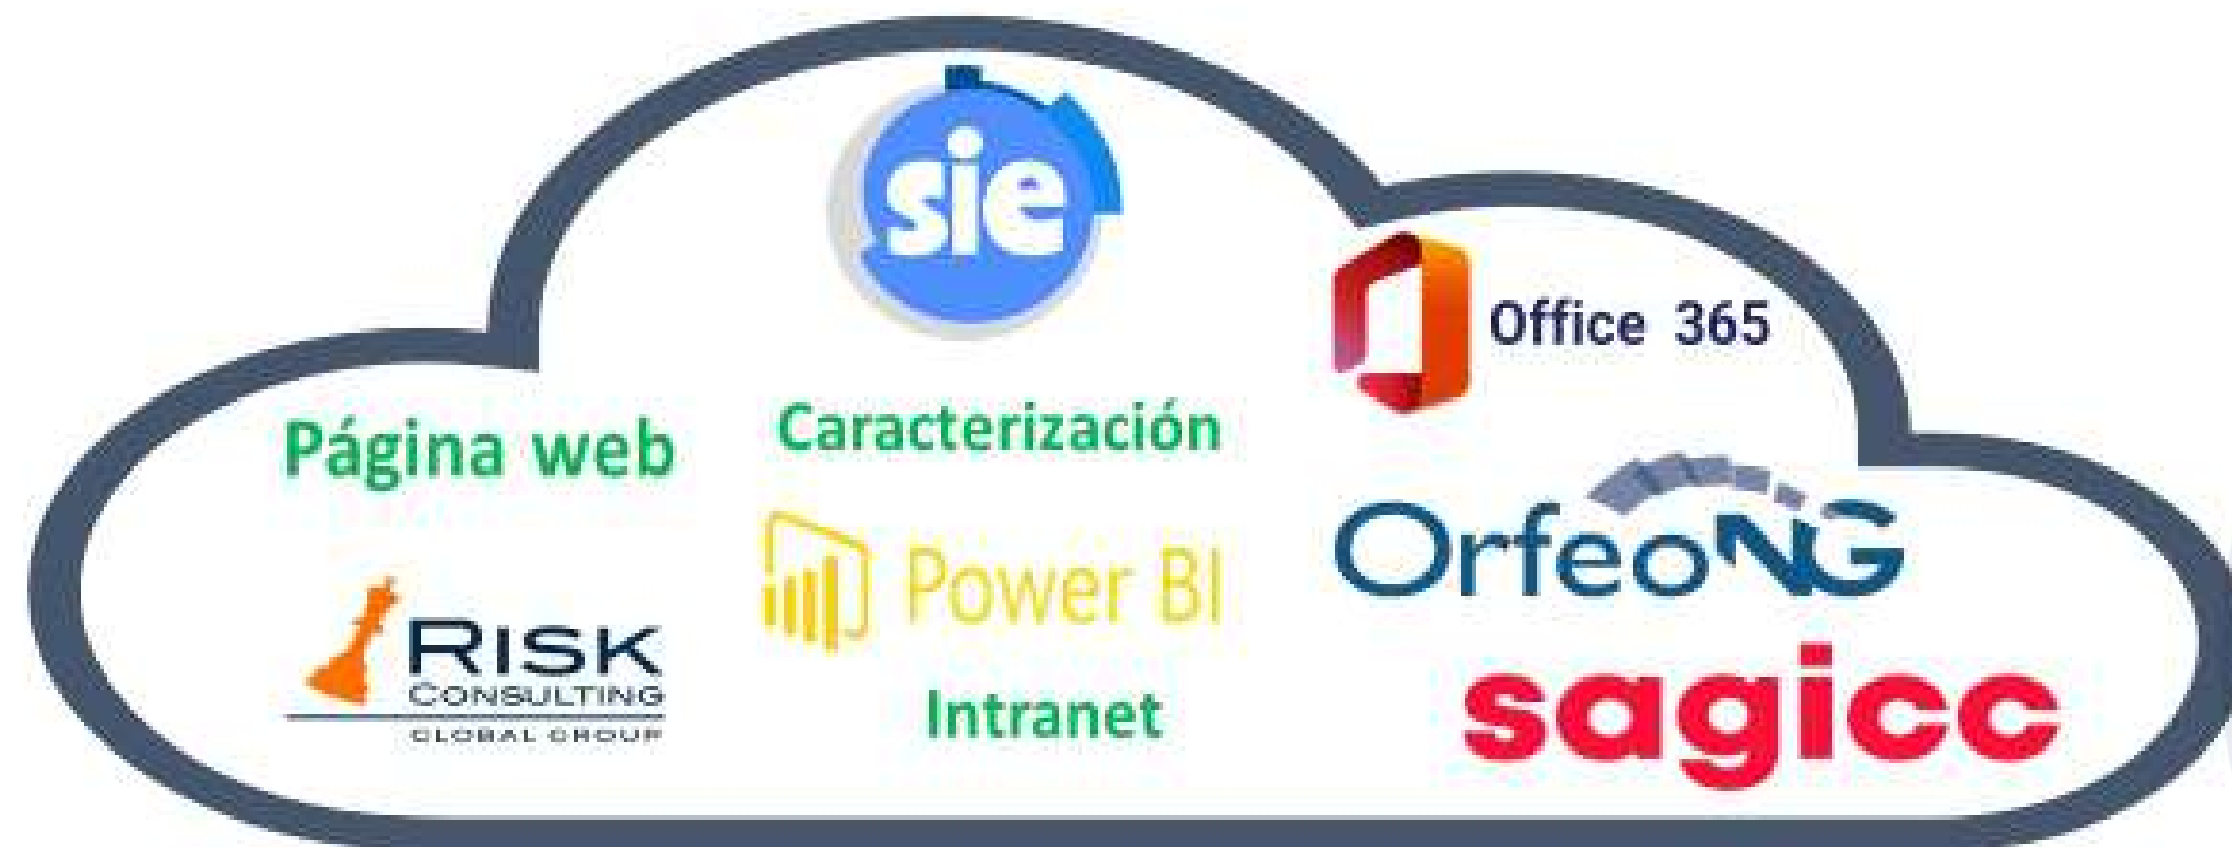 sie
Office 365
Página web
Caracterización
OrfeoNG
Power BI
RISK
CONSULTING
GLOBAL GROUP
Intranet
sagicc